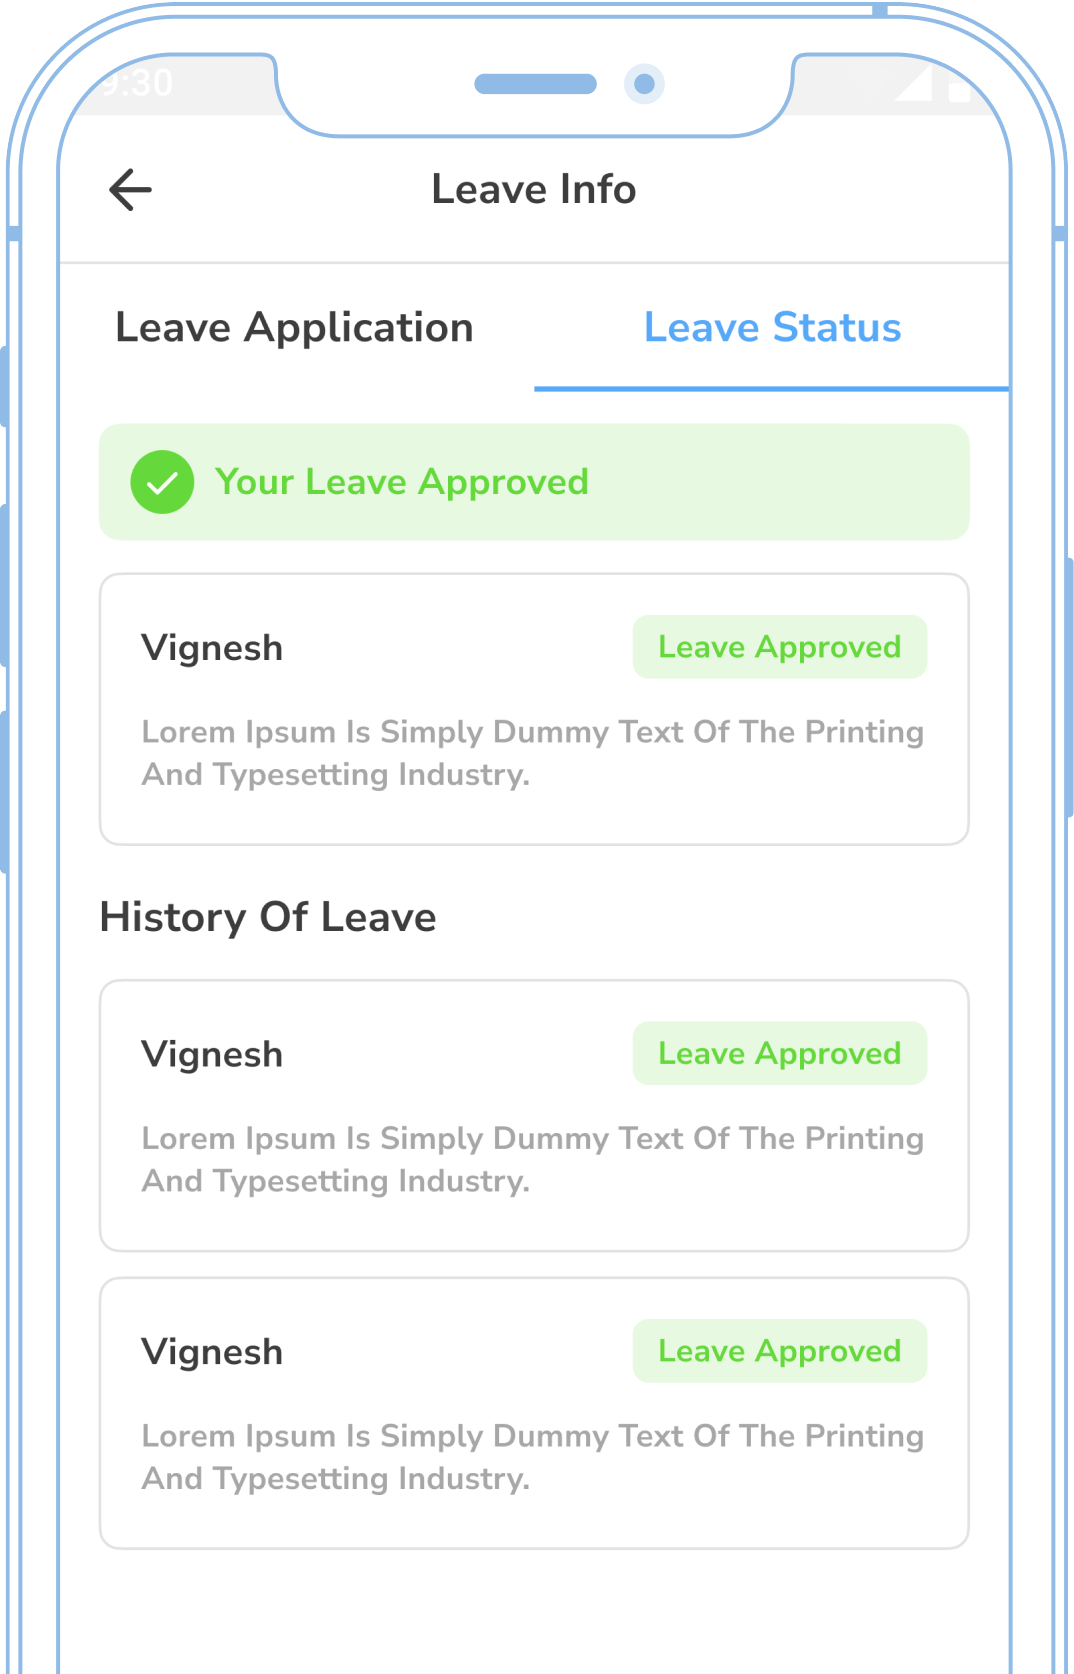 9:30
Leave Info
Leave Application
Leave Status
Your Leave Approved
Vignesh
Leave Approved
Lorem Ipsum Is Simply Dummy Text Of The Printing
And Typesetting Industry.
History Of Leave
Vignesh
Leave Approved
Lorem Ipsum Is Simply Dummy Text Of The Printing
And Typesetting Industry.
Vignesh
Leave Approved
Lorem Ipsum Is Simply Dummy Text Of The Printing
And Typesetting Industry.